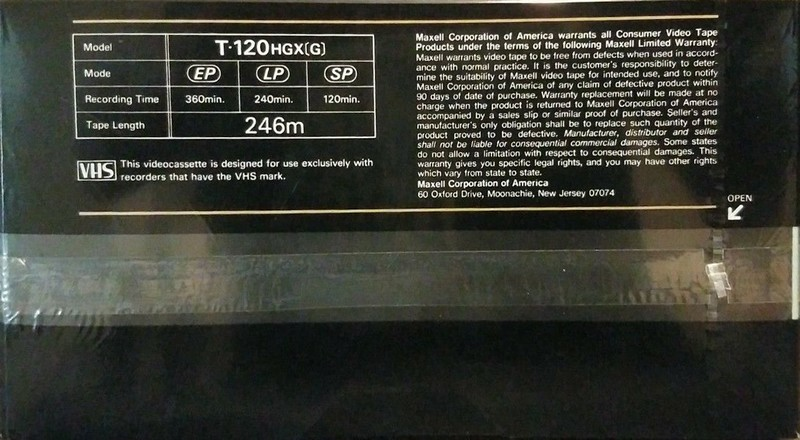 Model T-120HGX(G)
Mode EP LP SP
Recording Time 360min. 240min. 120min.
Tape Length 246m
VHS This videocassette is designed for use exclusively with
recorders that have the VHS mark.
Maxell Corporation of America warrants all Consumer Video Tape
Products under the terms of the following Maxell Limited Warranty:
Maxell warrants video tape to be free from defects when used in accord-
ance with normal practice. It is the customer's responsibility to deter-
mine the suitability of Maxell video tape for intended use, and to notify
Maxell Corporation of America of any claim of defective product within
90 days of date of purchase. Warranty replacement will be made at no
charge when the product is returned to Maxell Corporation of America
accompanied by a sales slip or similar proof of purchase. Seller's and
manufacturer's only obligation shall be to replace such quantity of the
product proved to be defective. Manufacturer, distributor and seller
shall not be liable for consequential commercial damages. Some states
do not allow a limitation with respect to consequential damages. This
warranty gives you specific legal rights, and you may have other rights
which vary from state to state.
Maxell Corporation of America
60 Oxford Drive, Moonachie, New Jersey 07074
OPEN